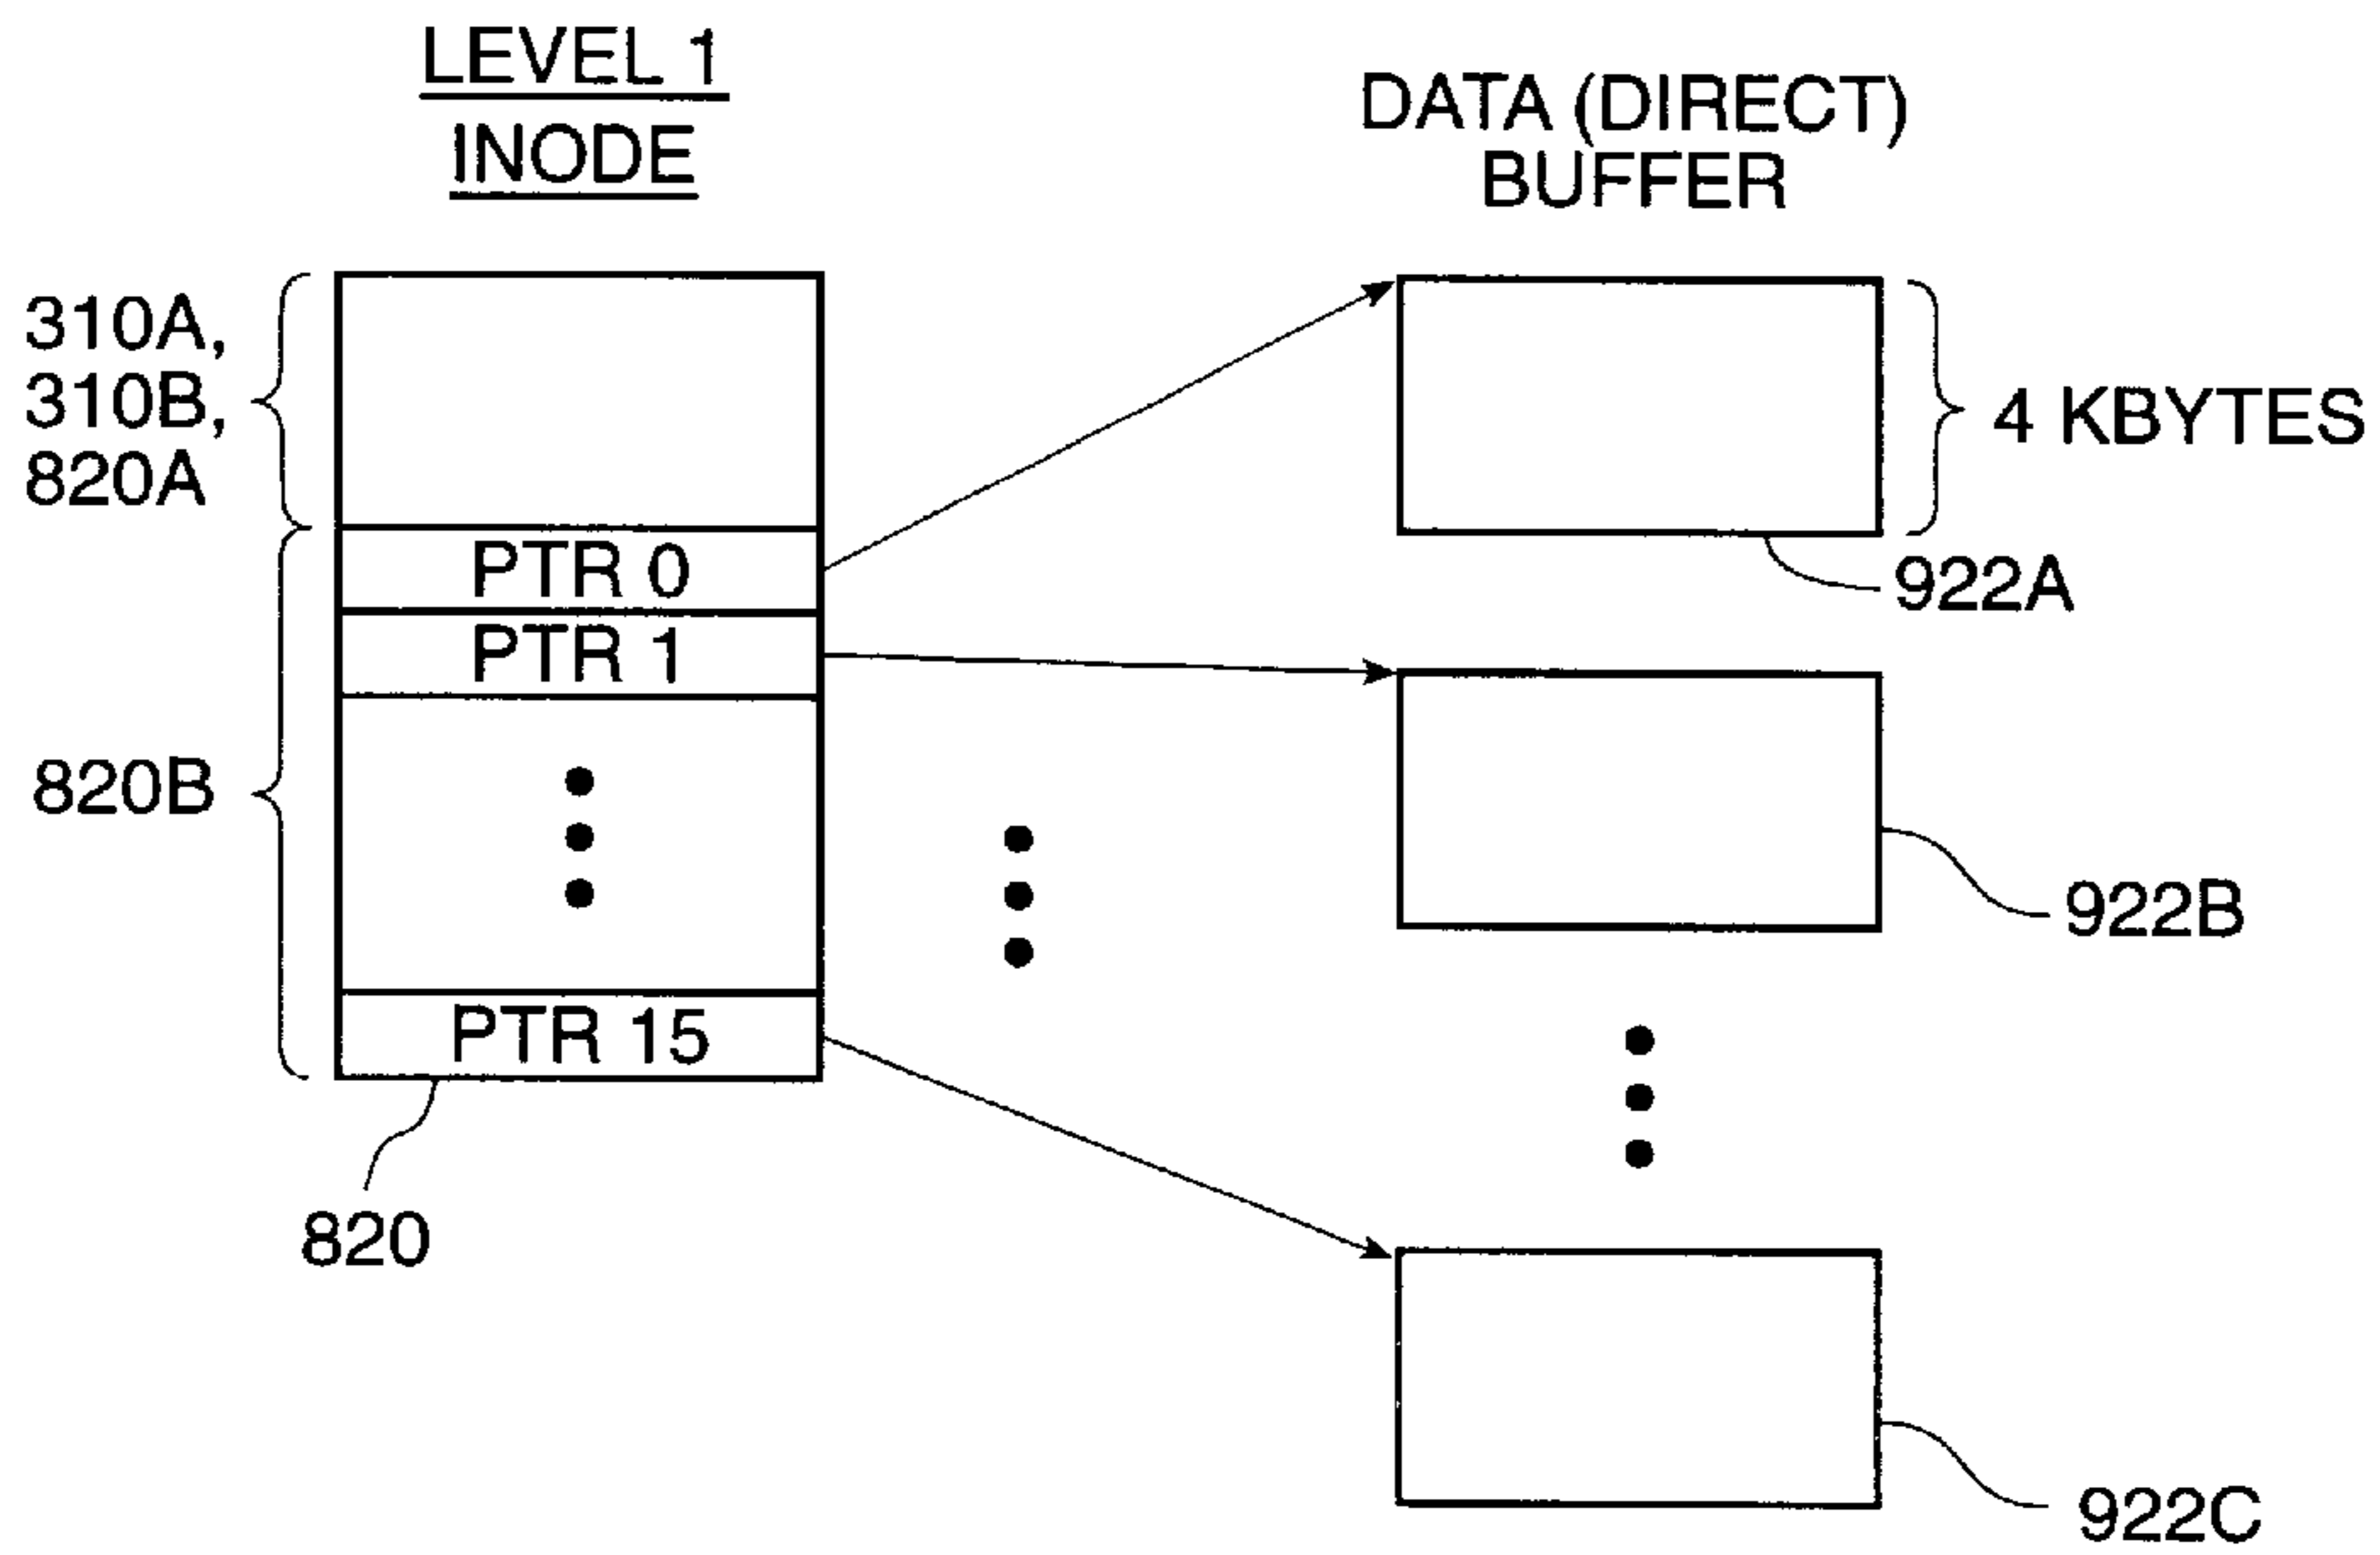 LEVEL 1
INODE
DATA (DIRECT)
BUFFER
310A,
310B,
820A
4 KBYTES
PTR 0
922A
PTR 1
820B
922B
PTR 15
820
922C